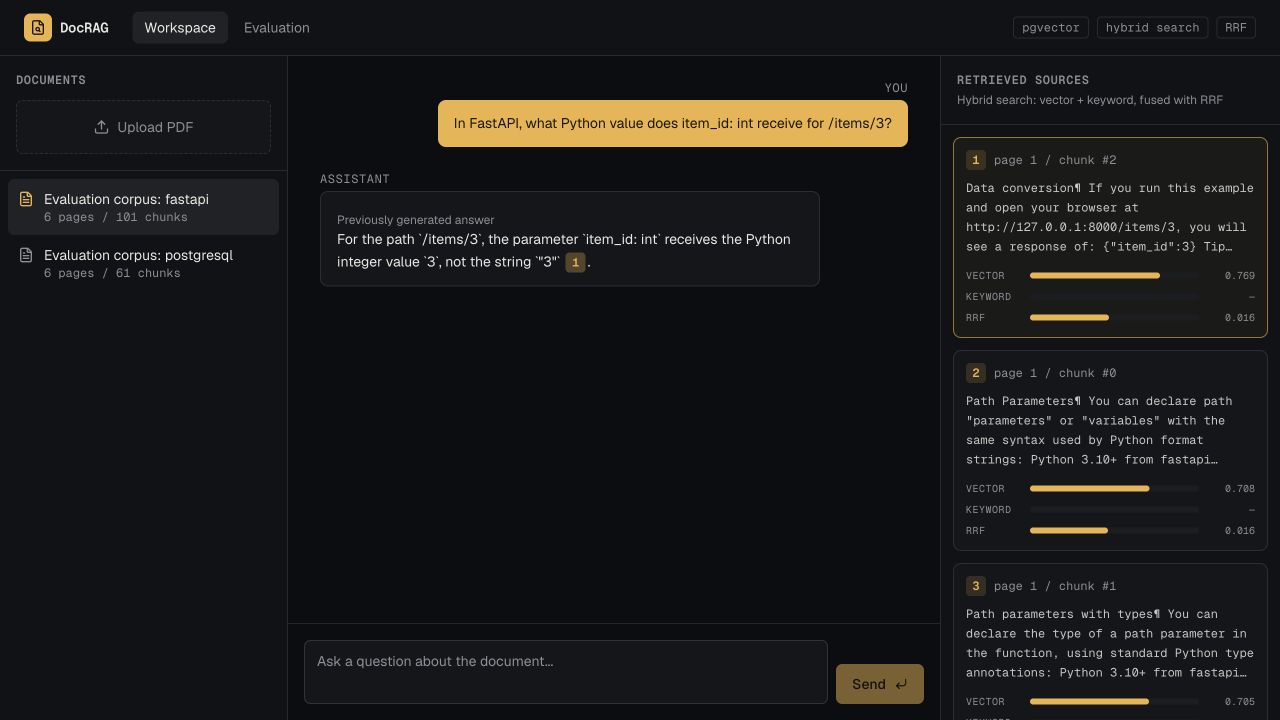 DocRAG
Workspace
Evaluation
pgvector
hybrid search
RRF
DOCUMENTS
Upload PDF
Evaluation corpus: fastapi
6 pages / 101 chunks
Evaluation corpus: postgresql
6 pages / 61 chunks
YOU
In FastAPI, what Python value does item_id: int receive for /items/3?
ASSISTANT
Previously generated answer
For the path `/items/3`, the parameter `item_id: int` receives the Python
integer value `3`, not the string `"3"` 1.
Ask a question about the document…
Send
RETRIEVED SOURCES
Hybrid search: vector + keyword, fused with RRF
1 page 1 / chunk #2
Data conversion¶ If you run this example
and open your browser at
http://127.0.0.1:8000/items/3, you will
see a response of: {"item_id":3} Tip…
VECTOR 0.769
KEYWORD –
RRF 0.016
2 page 1 / chunk #0
Path Parameters¶ You can declare path
"parameters" or "variables" with the
same syntax used by Python format
strings: Python 3.10+ from fastapi…
VECTOR 0.708
KEYWORD –
RRF 0.016
3 page 1 / chunk #1
Path parameters with types¶ You can
declare the type of a path parameter in
the function, using standard Python type
annotations: Python 3.10+ from fastapi…
VECTOR 0.705